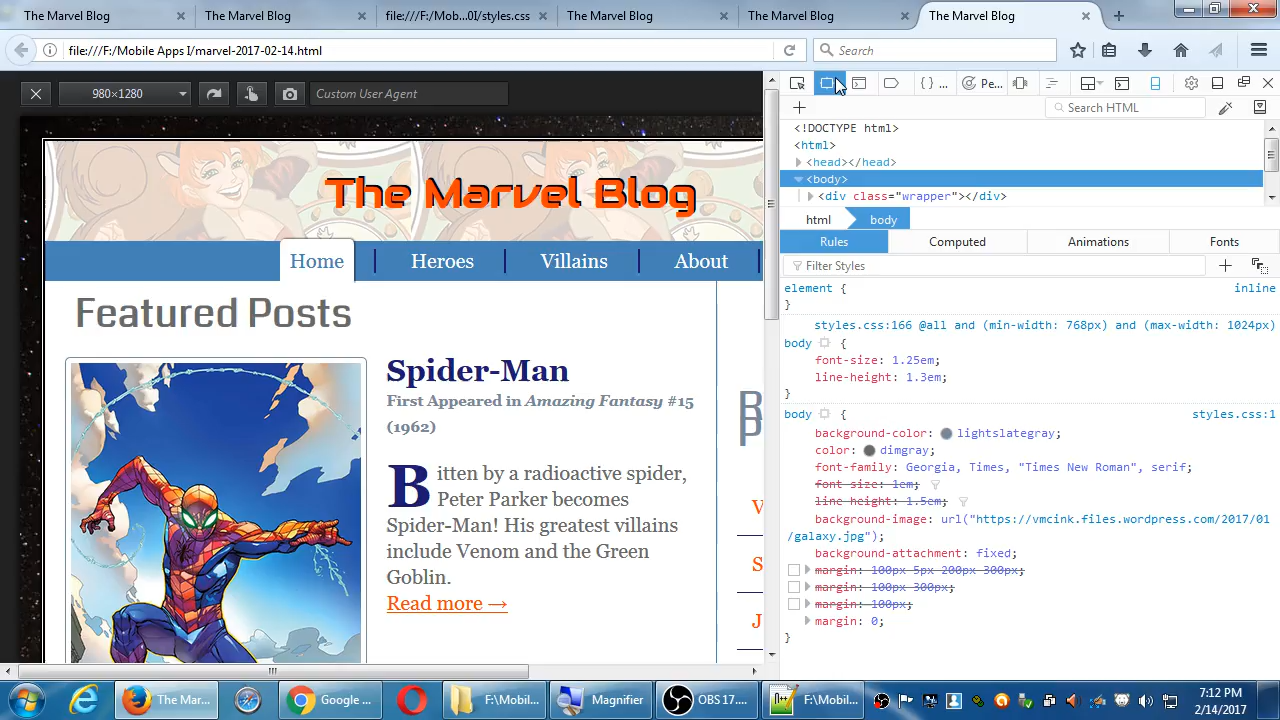 The Marvel Blog
The Marvel Blog
file:///F:/Mob...0I/styles.css
The Marvel Blog
The Marvel Blog
The Marvel Blog
file:///F:/Mobile Apps I/marvel-2017-02-14.html
Search
980×1280
Custom User Agent
{ } ...
Pe...
Search HTML
<!DOCTYPE html>
<html>
<head></head>
<body>
<div class="wrapper"></div>
html
body
Rules
Computed
Animations
Fonts
Filter Styles
element {
inline
}
styles.css:166 @all and (min-width: 768px) and (max-width: 1024px)
body {
font-size: 1.25em;
line-height: 1.3em;
}
body {
styles.css:1
background-color: lightslategray;
color: dimgray;
font-family: Georgia, Times, "Times New Roman", serif;
font-size: 1em;
line-height: 1.5em;
background-image: url("https://vmcink.files.wordpress.com/2017/01
/galaxy.jpg");
background-attachment: fixed;
margin: 100px 5px 200px 300px;
margin: 100px 300px;
margin: 100px;
margin: 0;
}
The Marvel Blog
Home
Heroes
Villains
About
Featured Posts
Spider-Man
First Appeared in Amazing Fantasy #15
(1962)
Bitten by a radioactive spider,
Peter Parker becomes
Spider-Man! His greatest villains
include Venom and the Green
Goblin.
Read more →
V
S
J
The Mar...
Google ...
F:\Mobil...
Magnifier
OBS 17....
F:\Mobil...
7:12 PM
2/14/2017